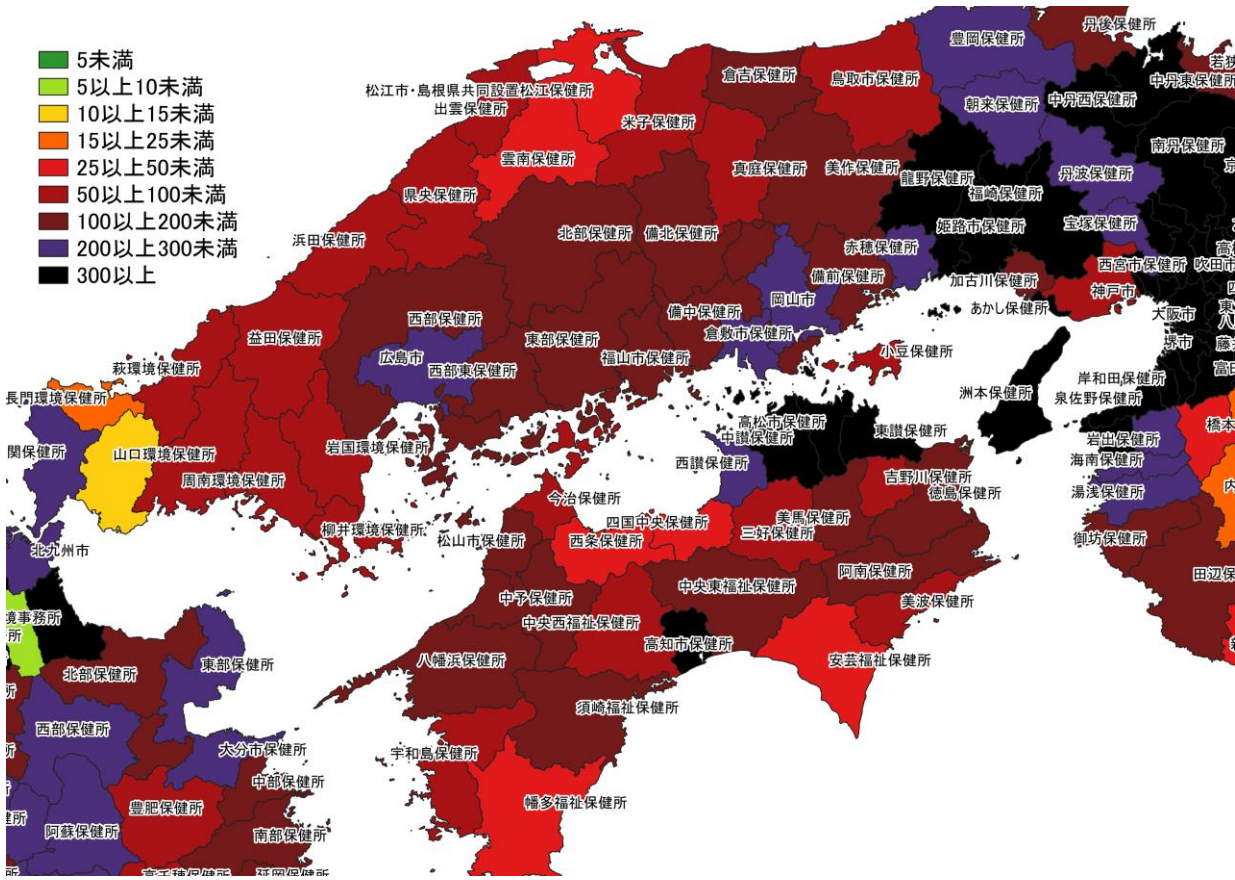 5未満
5以上10未満
10以上15未満
15以上25未満
25以上50未満
50以上100未満
100以上200未満
200以上300未満
300以上
丹後保健所
豊岡保健所
若狭
倉吉保健所
鳥取市保健所
中丹東保健所
松江市・島根県共同設置松江保健所
中丹西保健所
出雲保健所
朝来保健所
米子保健所
南丹保健所
雲南保健所
真庭保健所
美作保健所
丹波保健所
龍野保健所
福崎保健所
県央保健所
宝塚保健所
姫路市保健所
浜田保健所
北部保健所
備北保健所
赤穂保健所
西宮市保健所
吹田市
備前保健所
加古川保健所
神戸市
岡山市
あかし保健所
大阪市
備中保健所
西部保健所
益田保健所
東部保健所
倉敷市保健所
堺市
小豆保健所
広島市
福山市保健所
西部東保健所
萩環境保健所
岸和田保健所
長門環境保健所
洲本保健所
泉佐野保健所
高松市保健所
橋本
中讃保健所
東讃保健所
岩出保健所
岩国環境保健所
関保健所
山口環境保健所
西讃保健所
海南保健所
周南環境保健所
吉野川保健所
湯浅保健所
徳島保健所
今治保健所
美馬保健所
四国中央保健所
柳井環境保健所
三好保健所
松山市保健所
西条保健所
御坊保健所
北九州市
阿南保健所
田辺保
中央東福祉保健所
中予保健所
美波保健所
境事務所
中央西福祉保健所
所
高知市保健所
八幡浜保健所
安芸福祉保健所
東部保健所
北部保健所
須崎福祉保健所
西部保健所
大分市保健所
宇和島保健所
中部保健所
幡多福祉保健所
豊肥保健所
健所
阿蘇保健所
南部保健所
高千穂保健所
延岡保健所